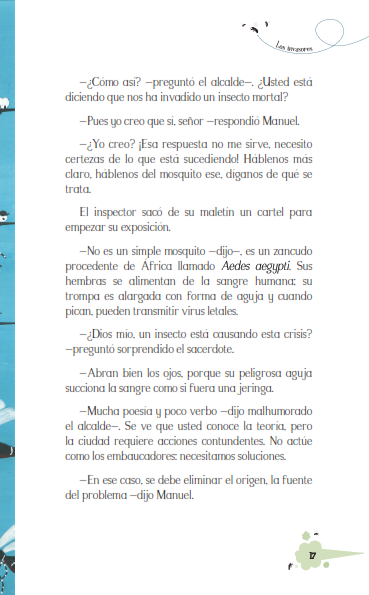 Los invasores
—¿Cómo así? —preguntó el alcalde—. ¿Usted está
diciendo que nos ha invadido un insecto mortal?
—Pues yo creo que sí, señor —respondió Manuel.
—¿Yo creo? ¡Esa respuesta no me sirve, necesito
certezas de lo que está sucediendo! Háblenos más
claro, háblenos del mosquito ese, díganos de qué se
trata.
El inspector sacó de su maletín un cartel para
empezar su exposición.
—No es un simple mosquito —dijo—, es un zancudo
procedente de África llamado Aedes aegypti. Sus
hembras se alimentan de la sangre humana; su
trompa es alargada con forma de aguja y cuando
pican, pueden transmitir virus letales.
—¿Dios mío, un insecto está causando esta crisis?
—preguntó sorprendido el sacerdote.
—Abran bien los ojos, porque su peligrosa aguja
succiona la sangre como si fuera una jeringa.
—Mucha poesía y poco verbo —dijo malhumorado
el alcalde—. Se ve que usted conoce la teoría, pero
la ciudad requiere acciones contundentes. No actúe
como los embaucadores; necesitamos soluciones.
—En ese caso, se debe eliminar el origen, la fuente
del problema —dijo Manuel.
17